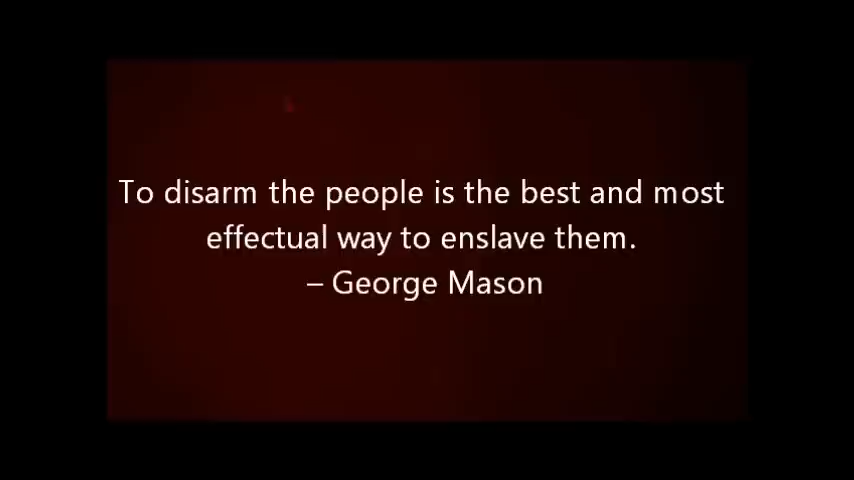 To disarm the people is the best and most
effectual way to enslave them.
– George Mason